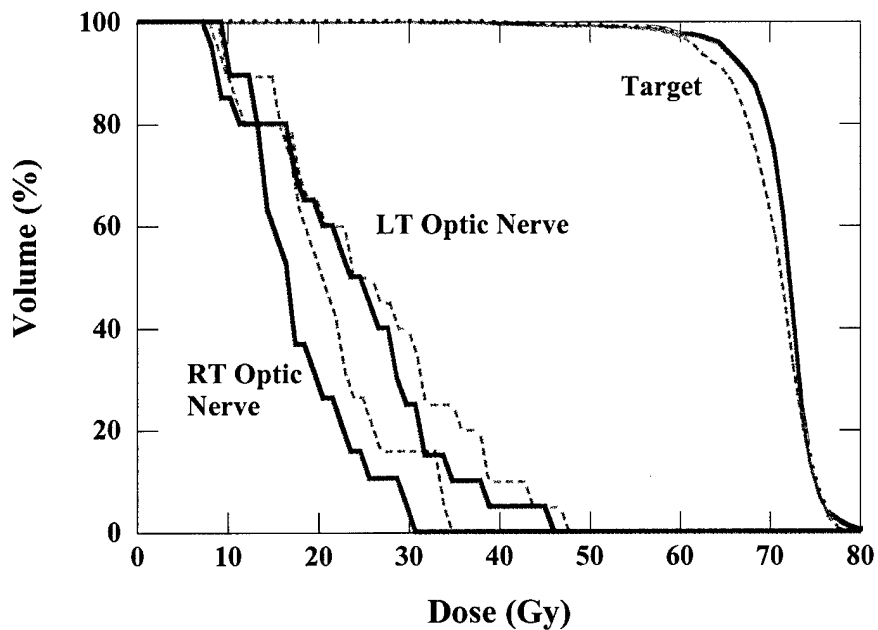 100
80
60
40
20
0
Volume (%)
Target
LT Optic Nerve
RT Optic
Nerve
0 10 20 30 40 50 60 70 80
Dose (Gy)